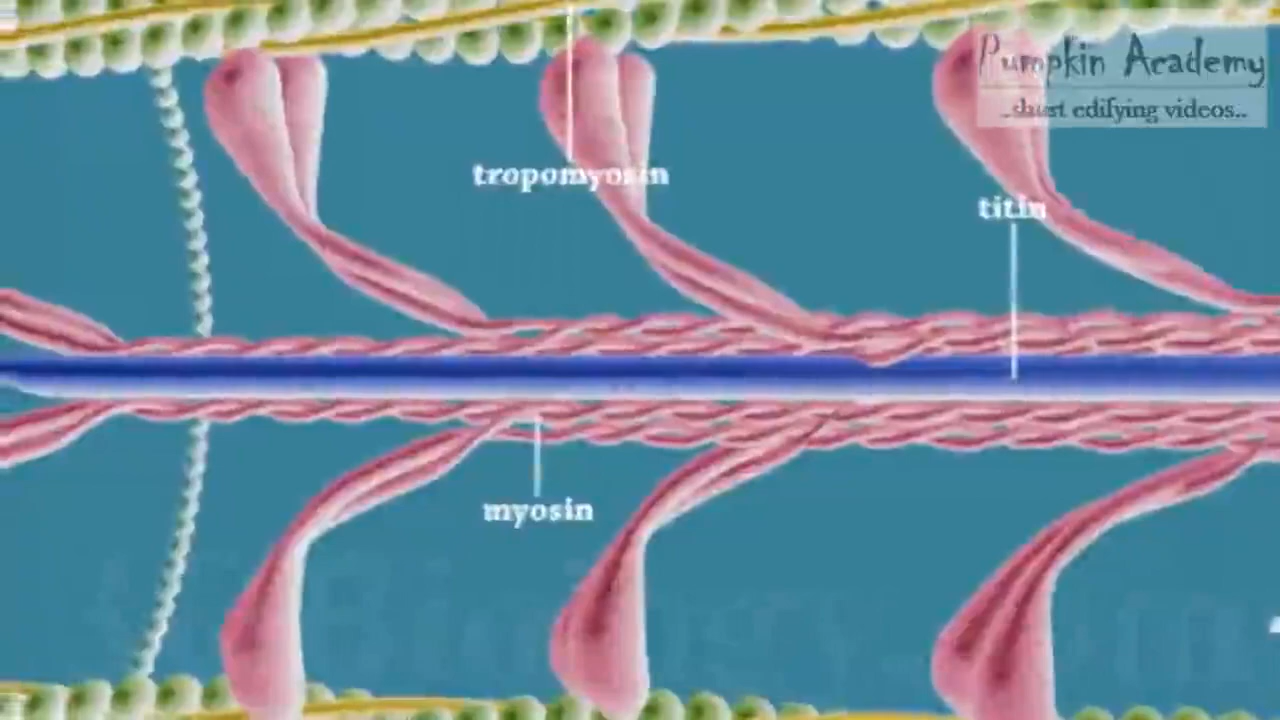 Pumpkin Academy
..short edifying videos..
tropomyosin
titin
myosin